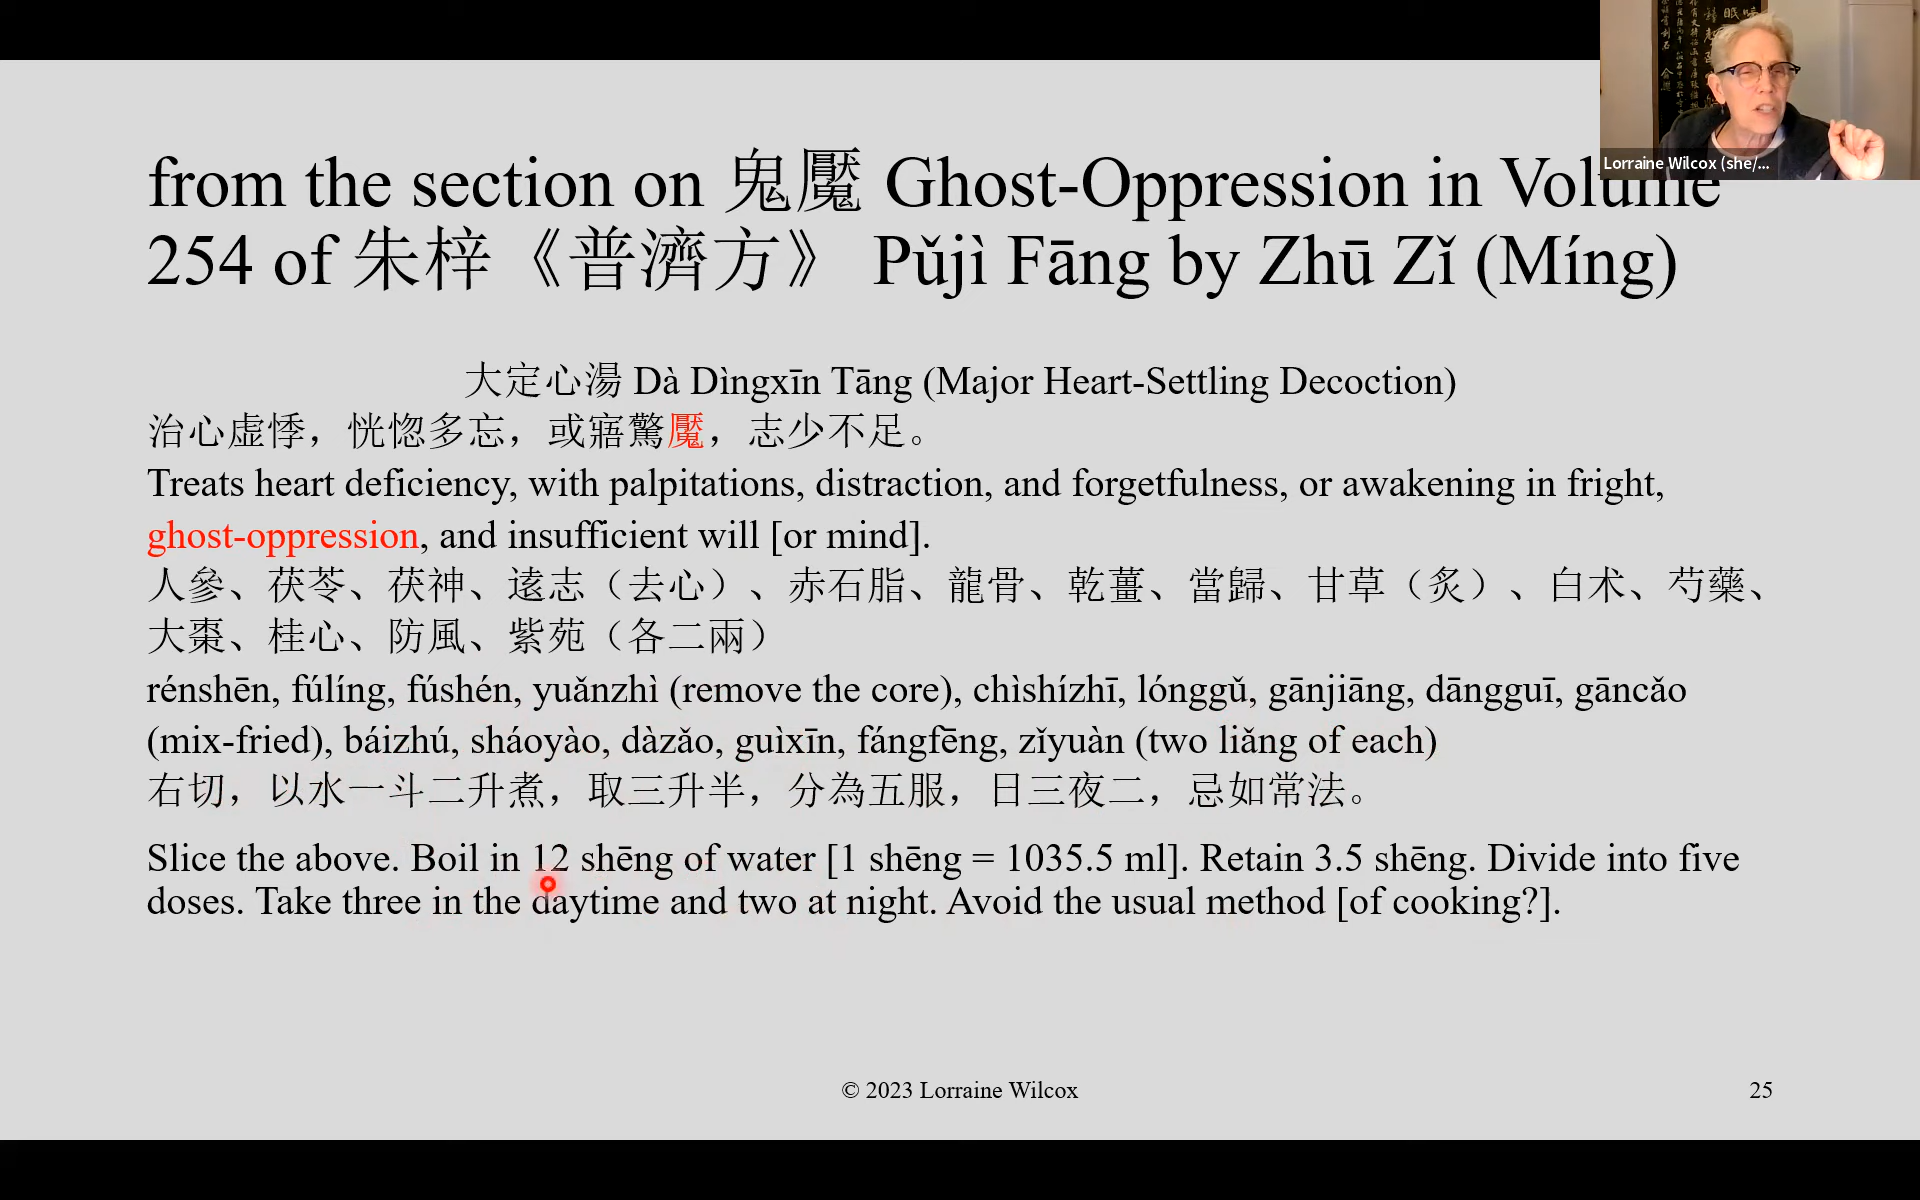 from the section on 鬼魘 Ghost-Oppression in Volume
254 of 朱梓《普濟方》 Pǔjì Fāng by Zhū Zǐ (Míng)
Lorraine Wilcox (she/...
大定心湯 Dà Dìngxīn Tāng (Major Heart-Settling Decoction)
治心虛悸，恍惚多忘，或寤驚魘，志少不足。
Treats heart deficiency, with palpitations, distraction, and forgetfulness, or awakening in fright,
ghost-oppression, and insufficient will [or mind].
人參、茯苓、茯神、遠志（去心）、赤石脂、龍骨、乾薑、當歸、甘草（炙）、白术、芍藥、
大棗、桂心、防風、紫苑（各二兩）
rénshēn, fúlíng, fúshén, yuǎnzhì (remove the core), chìshízhī, lónggǔ, gānjiāng, dāngguī, gāncǎo
(mix-fried), báizhú, sháoyào, dàzǎo, guìxīn, fángfēng, zǐyuàn (two liǎng of each)
右切，以水一斗二升煮，取三升半，分為五服，日三夜二，忌如常法。
Slice the above. Boil in 12 shēng of water [1 shēng = 1035.5 ml]. Retain 3.5 shēng. Divide into five
doses. Take three in the daytime and two at night. Avoid the usual method [of cooking?].
© 2023 Lorraine Wilcox
25